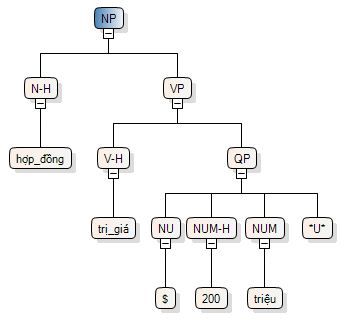 NP
N-H VP
hợp_đồng V-H QP
trị_giá NU NUM-H NUM *U*
$ 200 triệu